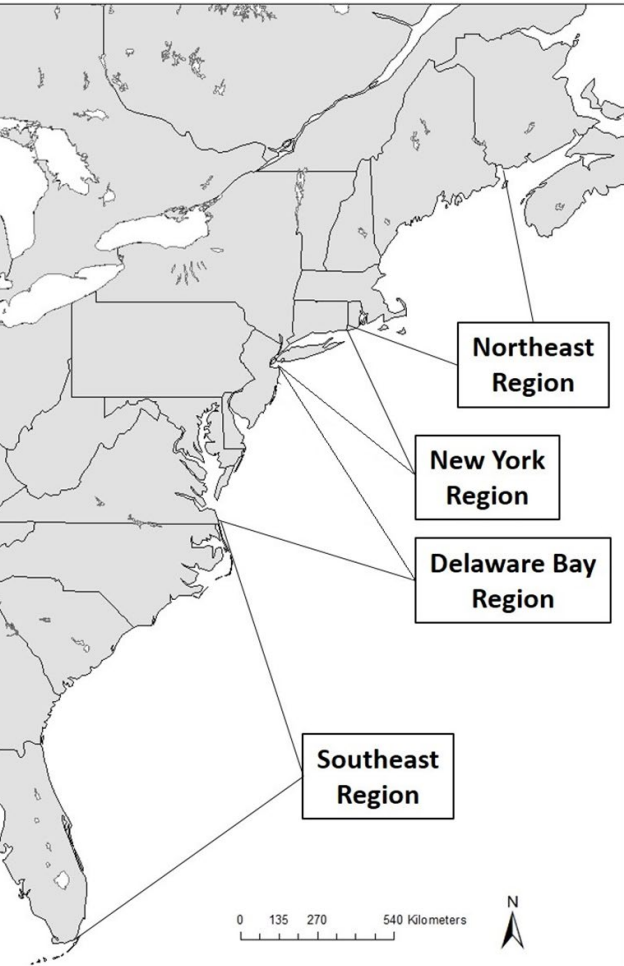 Northeast
Region
New York
Region
Delaware Bay
Region
Southeast
Region
0 135 270 540 Kilometers
N